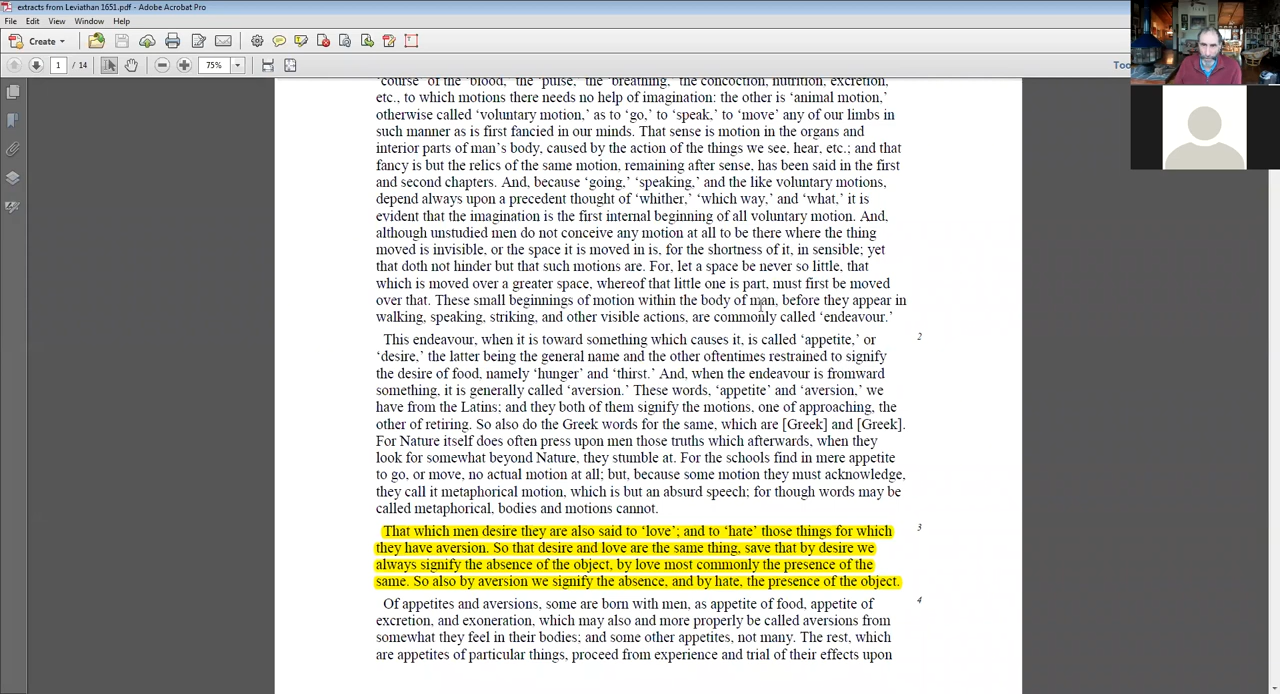 extracts from Leviathan 1651.pdf - Adobe Acrobat Pro
File Edit View Window Help
Create
1 / 14 75%
'course' of the 'blood,' the 'pulse,' the 'breathing,' the 'concoction, nutrition, excretion,'
etc., to which motions there needs no help of imagination: the other is 'animal motion,'
otherwise called 'voluntary motion,' as to 'go,' to 'speak,' to 'move' any of our limbs in
such manner as is first fancied in our minds. That sense is motion in the organs and
interior parts of man's body, caused by the action of the things we see, hear, etc.; and that
fancy is but the relics of the same motion, remaining after sense, has been said in the first
and second chapters. And, because 'going,' 'speaking,' and the like voluntary motions,
depend always upon a precedent thought of 'whither,' 'which way,' and 'what,' it is
evident that the imagination is the first internal beginning of all voluntary motion. And,
although unstudied men do not conceive any motion at all to be there where the thing
moved is invisible, or the space it is moved in is, for the shortness of it, in sensible; yet
that doth not hinder but that such motions are. For, let a space be never so little, that
which is moved over a greater space, whereof that little one is part, must first be moved
over that. These small beginnings of motion within the body of man, before they appear in
walking, speaking, striking, and other visible actions, are commonly called 'endeavour.'
This endeavour, when it is toward something which causes it, is called 'appetite,' or 2
'desire,' the latter being the general name and the other oftentimes restrained to signify
the desire of food, namely 'hunger' and 'thirst.' And, when the endeavour is fromward
something, it is generally called 'aversion.' These words, 'appetite' and 'aversion,' we
have from the Latins; and they both of them signify the motions, one of approaching, the
other of retiring. So also do the Greek words for the same, which are [Greek] and [Greek].
For Nature itself does often press upon men those truths which afterwards, when they
look for somewhat beyond Nature, they stumble at. For the schools find in mere appetite
to go, or move, no actual motion at all; but, because some motion they must acknowledge,
they call it metaphorical motion, which is but an absurd speech; for though words may be
called metaphorical, bodies and motions cannot.
That which men desire they are also said to 'love'; and to 'hate' those things for which 3
they have aversion. So that desire and love are the same thing, save that by desire we
always signify the absence of the object, by love most commonly the presence of the
same. So also by aversion we signify the absence, and by hate, the presence of the object.
Of appetites and aversions, some are born with men, as appetite of food, appetite of 4
excretion, and exoneration, which may also and more properly be called aversions from
somewhat they feel in their bodies; and some other appetites, not many. The rest, which
are appetites of particular things, proceed from experience and trial of their effects upon